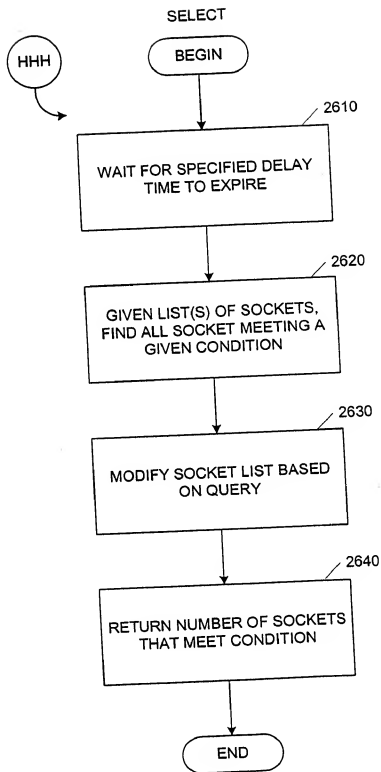 SELECT
HHH
BEGIN
2610
WAIT FOR SPECIFIED DELAY
TIME TO EXPIRE
2620
GIVEN LIST(S) OF SOCKETS,
FIND ALL SOCKET MEETING A
GIVEN CONDITION
2630
MODIFY SOCKET LIST BASED
ON QUERY
2640
RETURN NUMBER OF SOCKETS
THAT MEET CONDITION
END